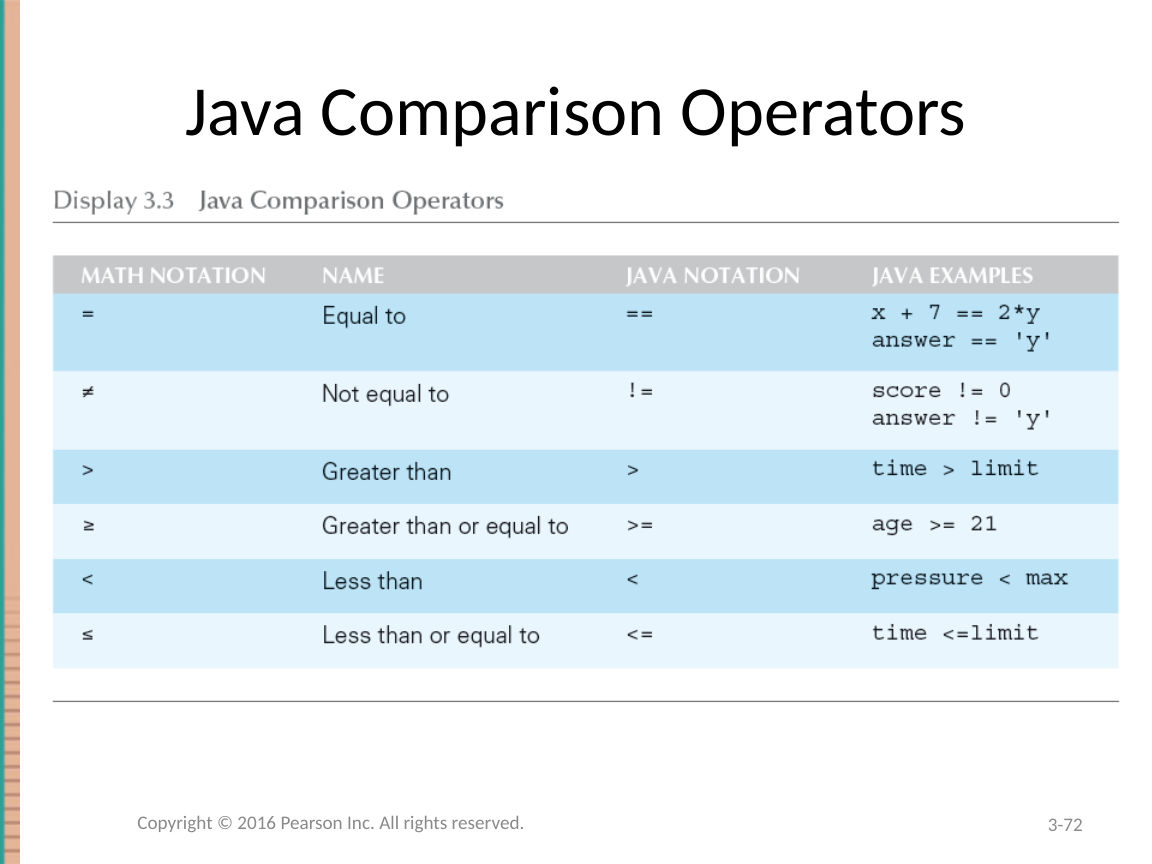 Java Comparison Operators
Display 3.3 Java Comparison Operators
MATH NOTATION NAME JAVA NOTATION JAVA EXAMPLES
= Equal to == x + 7 == 2*y
answer == 'y'
≠ Not equal to != score != 0
answer != 'y'
> Greater than > time > limit
≥ Greater than or equal to >= age >= 21
< Less than < pressure < max
≤ Less than or equal to <= time <=limit
Copyright © 2016 Pearson Inc. All rights reserved. 3-72